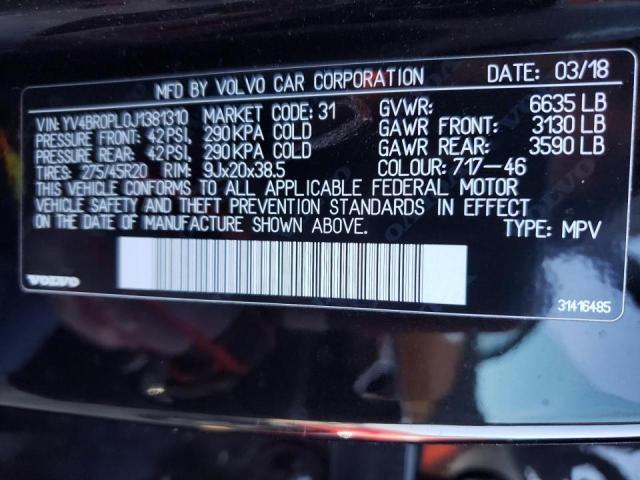 MFD BY VOLVO CAR CORPORATION DATE: 03/18
VIN: YV4BR0PL0J1381310 MARKET CODE: 31 GVWR: 6635 LB
PRESSURE FRONT: 42 PSI, 290 KPA COLD GAWR FRONT: 3130 LB
PRESSURE REAR: 42 PSI, 290 KPA COLD GAWR REAR: 3590 LB
TIRES: 275/45R20 RIM: 9Jx20x38.5 COLOUR: 717-46
THIS VEHICLE CONFORMS TO ALL APPLICABLE FEDERAL MOTOR
VEHICLE SAFETY AND THEFT PREVENTION STANDARDS IN EFFECT
ON THE DATE OF MANUFACTURE SHOWN ABOVE. TYPE: MPV
VOLVO
31416485